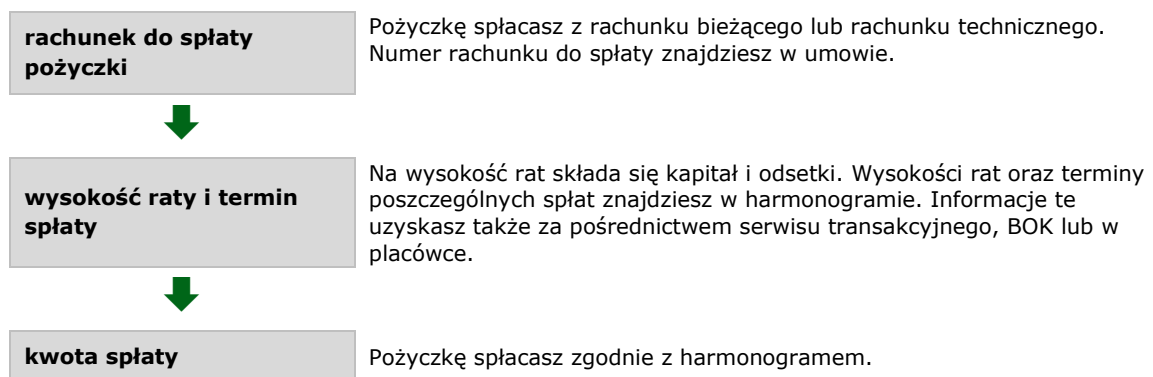 rachunek do spłaty
pożyczki
Pożyczkę spłacasz z rachunku bieżącego lub rachunku technicznego.
Numer rachunku do spłaty znajdziesz w umowie.
wysokość raty i termin
spłaty
Na wysokość rat składa się kapitał i odsetki. Wysokości rat oraz terminy
poszczególnych spłat znajdziesz w harmonogramie. Informacje te
uzyskasz także za pośrednictwem serwisu transakcyjnego, BOK lub w
placówce.
kwota spłaty
Pożyczkę spłacasz zgodnie z harmonogramem.